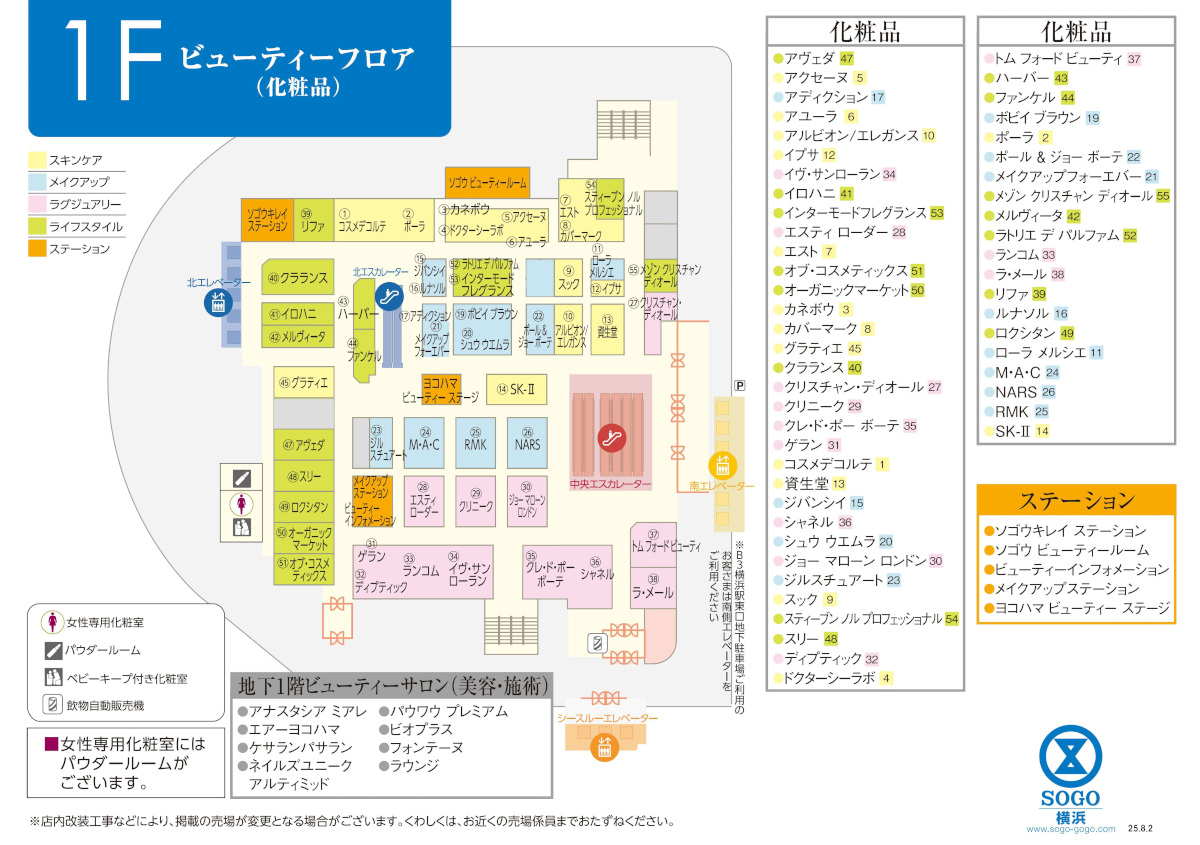 1F ビューティーフロア
(化粧品)
スキンケア
メイクアップ
ラグジュアリー
ライフスタイル
ステーション
ソゴウ ビューティールーム
ソゴウキレイ
ステーション
㊴
リファ
①
コスメデコルテ
②
ポーラ
③カネボウ
④ドクターシーラボ
⑤アクセーヌ
⑥アユーラ
⑦
エスト
⑧
カバーマーク
54
スティーブン ノル
プロフェッショナル
北エレベーター
㊵クラランス
㊶イロハニ
㊷メルヴィータ
北エスカレーター
㊸
ハーバー
㊹
ファンケル
⑮
ジバンシイ
⑯ルナソル
52 ラトリエ デ パルファム
53 インターモード
フレグランス
⑨
スック
⑪
ローラ
メルシエ
⑫イプサ
55 メゾン クリスチャン
ディオール
㉗クリスチャン・
ディオール
⑰アディクション
㉑
メイクアップ
フォーエバー
⑲ボビイ ブラウン
⑳
シュウ ウエムラ
㉒
ポール &
ジョー ボーテ
⑩
アルビオン/
エレガンス
⑬
資生堂
㊺グラティエ
ヨコハマ
ビューティー ステージ
⑭ SK-Ⅱ
P
㊼アヴェダ
㊽スリー
㊾ロクシタン
㊿オーガニック
マーケット
51 オブ・コスメ
ティックス
㉓
ジル
スチュアート
㉔
M・A・C
㉕
RMK
㉖
NARS
中央エスカレーター
南エレベーター
メイクアップ
ステーション
ビューティー
インフォメーション
㉘
エスティ
ローダー
㉙
クリニーク
㉚
ジョー マローン
ロンドン
㉛
ゲラン
㉜
ディプティック
㉝
ランコム
㉞
イヴ・サン
ローラン
㉟
クレ・ド・ポー
ボーテ
㊱
シャネル
㊲
トム フォード ビューティ
㊳
ラ・メール
※B3横浜駅東口地下駐車場ご利用の
お客さまは南側エレベーターを
ご利用ください
シースルーエレベーター
女性専用化粧室
パウダールーム
ベビーキープ付き化粧室
飲物自動販売機
■女性専用化粧室には
パウダールームが
ございます。
地下1階ビューティーサロン(美容・施術)
●アナスタシア ミアレ
●エアーヨコハマ
●ケサランパサラン
●ネイルズユニーク
アルティミッド
●パウワウ プレミアム
●ビオプラス
●フォンテーヌ
●ラウンジ
※店内改装工事などにより、掲載の売場が変更となる場合がございます。くわしくは、お近くの売場係員までおたずねください。
化粧品
●アヴェダ 47
●アクセーヌ 5
●アディクション 17
●アユーラ 6
●アルビオン/エレガンス 10
●イプサ 12
●イヴ・サンローラン 34
●イロハニ 41
●インターモードフレグランス 53
●エスティ ローダー 28
●エスト 7
●オブ・コスメティックス 51
●オーガニックマーケット 50
●カネボウ 3
●カバーマーク 8
●グラティエ 45
●クラランス 40
●クリスチャン・ディオール 27
●クリニーク 29
●クレ・ド・ポー ボーテ 35
●ゲラン 31
●コスメデコルテ 1
●資生堂 13
●ジバンシイ 15
●シャネル 36
●シュウ ウエムラ 20
●ジョー マローン ロンドン 30
●ジルスチュアート 23
●スック 9
●スティーブン ノル プロフェッショナル 54
●スリー 48
●ディプティック 32
●ドクターシーラボ 4
化粧品
●トム フォード ビューティ 37
●ハーバー 43
●ファンケル 44
●ボビイ ブラウン 19
●ポーラ 2
●ポール & ジョー ボーテ 22
●メイクアップフォーエバー 21
●メゾン クリスチャン ディオール 55
●メルヴィータ 42
●ラトリエ デ パルファム 52
●ランコム 33
●ラ・メール 38
●リファ 39
●ルナソル 16
●ロクシタン 49
●ローラ メルシエ 11
●M・A・C 24
●NARS 26
●RMK 25
●SK-Ⅱ 14
ステーション
●ソゴウキレイ ステーション
●ソゴウ ビューティールーム
●ビューティーインフォメーション
●メイクアップステーション
●ヨコハマ ビューティー ステージ
SOGO
横浜
www.sogo-gogo.com
25.8.2